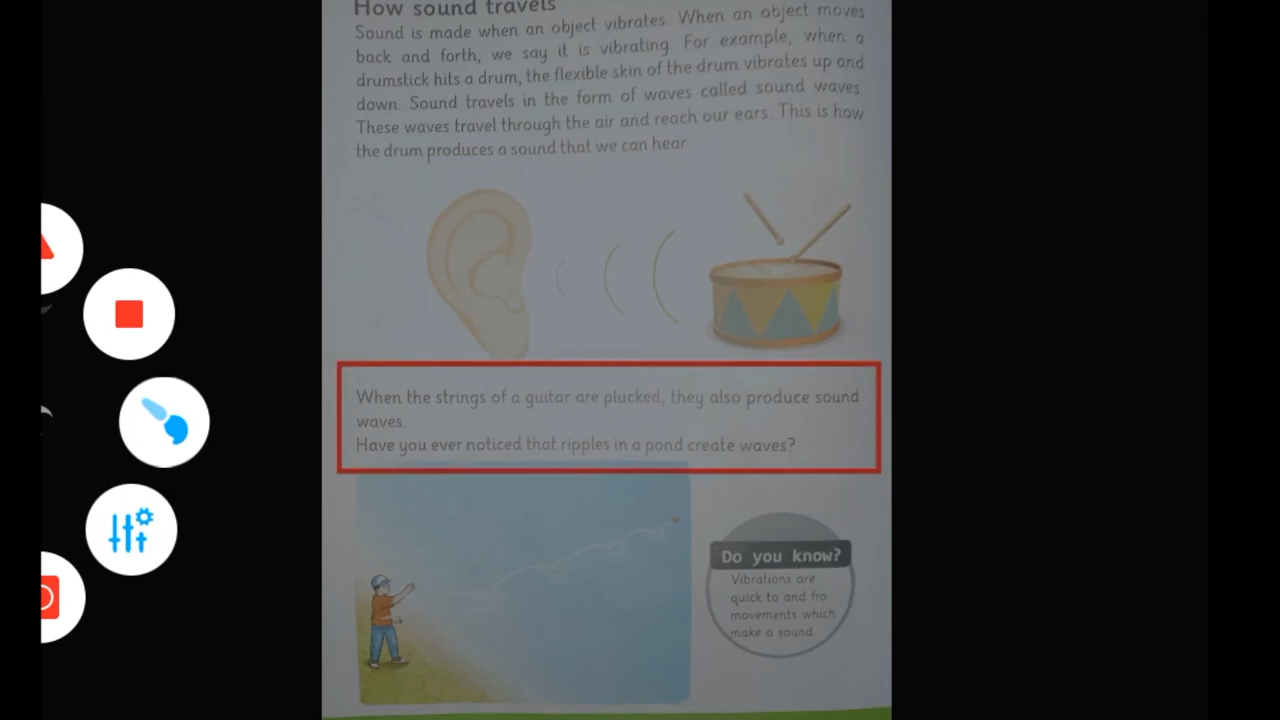 How sound travels
Sound is made when an object vibrates. When an object moves
back and forth, we say it is vibrating. For example, when a
drumstick hits a drum, the flexible skin of the drum vibrates up and
down. Sound travels in the form of waves called sound waves.
These waves travel through the air and reach our ears. This is how
the drum produces a sound that we can hear
When the strings of a guitar are plucked, they also produce sound
waves.
Have you ever noticed that ripples in a pond create waves?
Do you know?
Vibrations are
quick to and fro
movements which
make a sound.